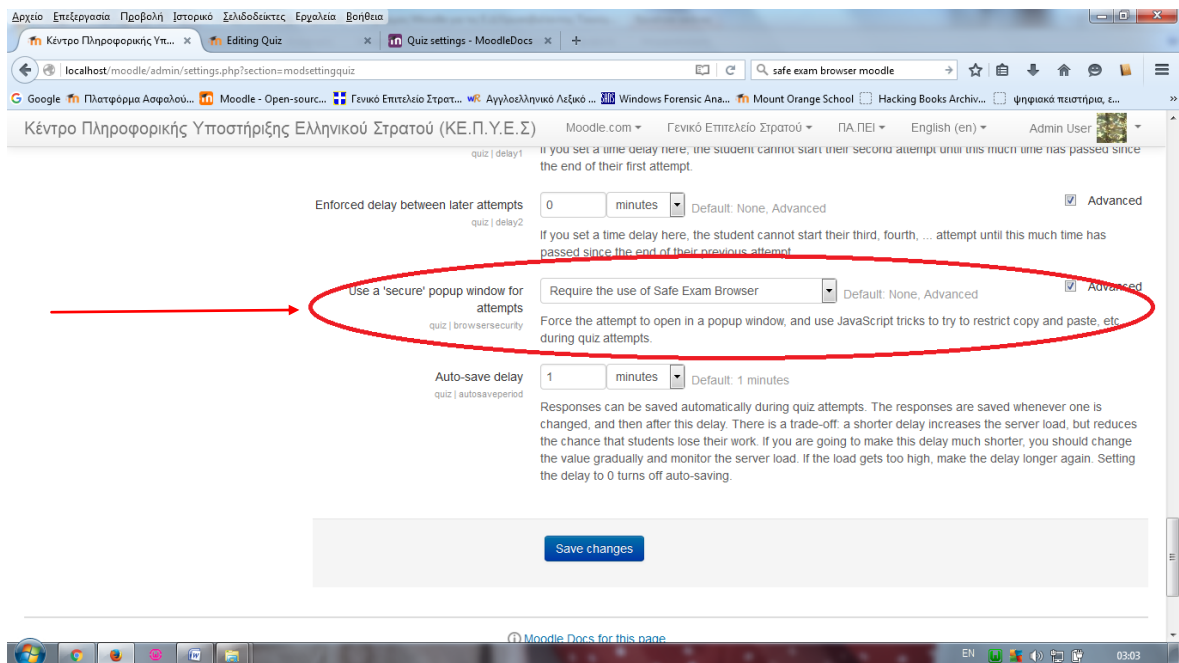 Αρχείο Επεξεργασία Προβολή Ιστορικό Σελιδοδείκτες Εργαλεία Βοήθεια
Κέντρο Πληροφορικής Υπ... × Editing Quiz × Quiz settings - MoodleDocs × +
localhost/moodle/admin/settings.php?section=modsettingquiz safe exam browser moodle
Google Πλατφόρμα Ασφαλού... Moodle - Open-sourc... Γενικό Επιτελείο Στρατ... Αγγλοελληνικό Λεξικό ... Windows Forensic Ana... Mount Orange School Hacking Books Archiv... ψηφιακά πειστήρια, ε... »
Κέντρο Πληροφορικής Υποστήριξης Ελληνικού Στρατού (ΚΕ.Π.Υ.Ε.Σ) Moodle.com Γενικό Επιτελείο Στρατού ΠΑ.ΠΕΙ English (en) Admin User
quiz | delay1
If you set a time delay here, the student cannot start their second attempt until this much time has passed since
the end of their first attempt.
Enforced delay between later attempts 0 minutes Default: None, Advanced Advanced
quiz | delay2
If you set a time delay here, the student cannot start their third, fourth, ... attempt until this much time has
passed since the end of their previous attempt.
Use a 'secure' popup window for
attempts
quiz | browsersecurity
Require the use of Safe Exam Browser Default: None, Advanced Advanced
Force the attempt to open in a popup window, and use JavaScript tricks to try to restrict copy and paste, etc
during quiz attempts.
Auto-save delay 1 minutes Default: 1 minutes
quiz | autosaveperiod
Responses can be saved automatically during quiz attempts. The responses are saved whenever one is
changed, and then after this delay. There is a trade-off: a shorter delay increases the server load, but reduces
the chance that students lose their work. If you are going to make this delay much shorter, you should change
the value gradually and monitor the server load. If the load gets too high, make the delay longer again. Setting
the delay to 0 turns off auto-saving.
Save changes
Moodle Docs for this page
EN 03:03